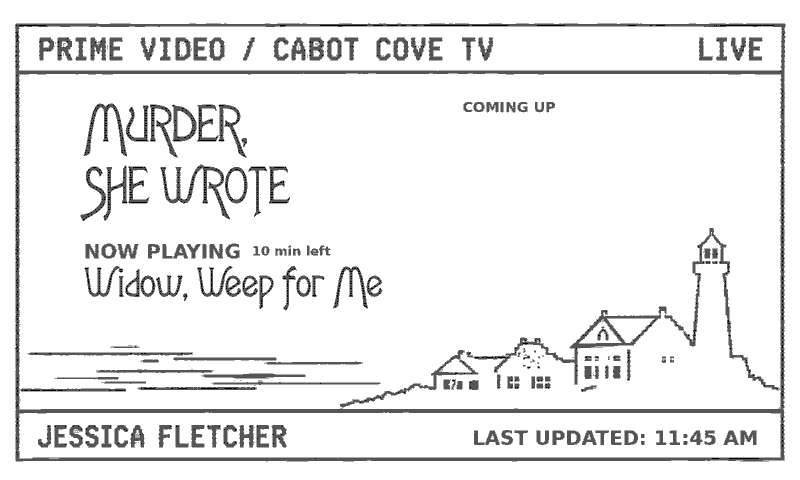 PRIME VIDEO / CABOT COVE TV
LIVE
MURDER,
SHE WROTE
COMING UP
NOW PLAYING 10 min left
Widow, Weep for Me
JESSICA FLETCHER
LAST UPDATED: 11:45 AM